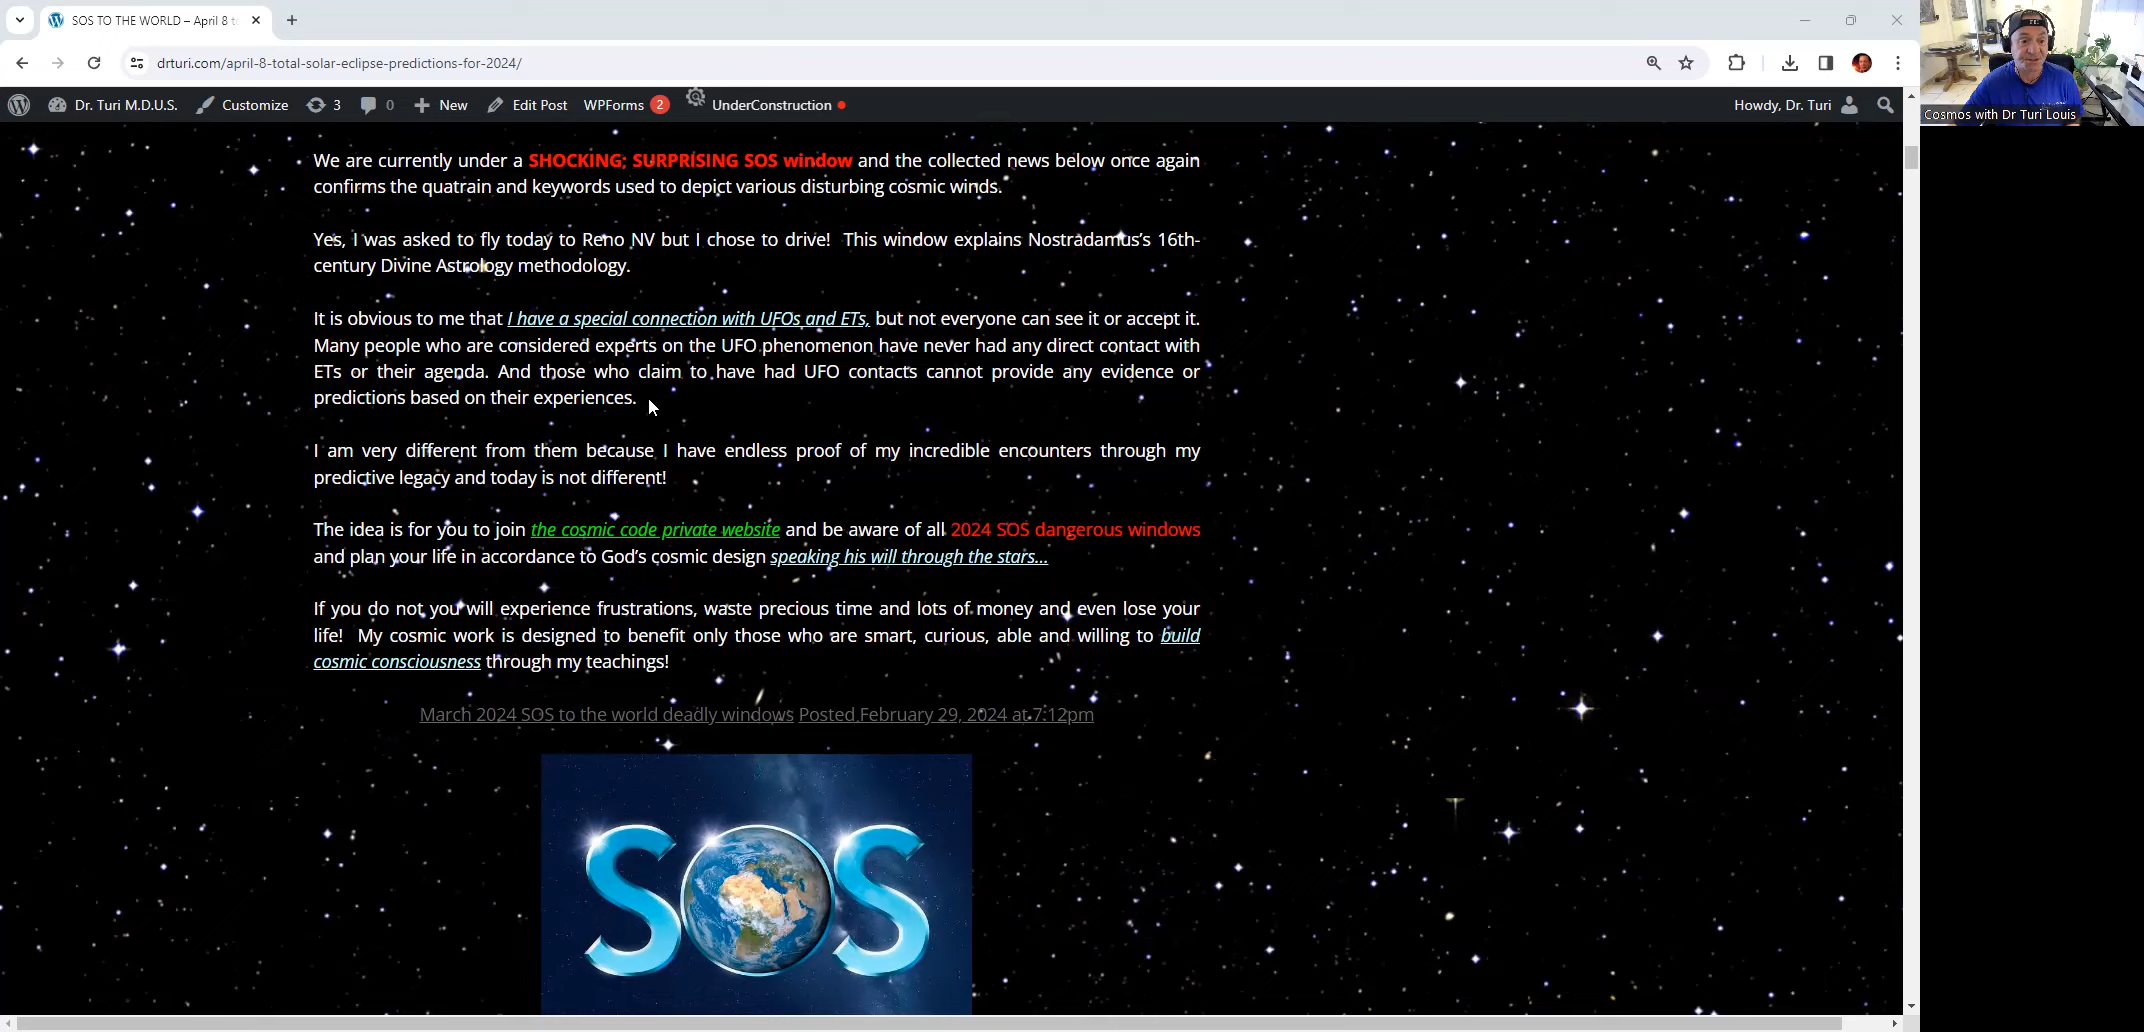 SOS TO THE WORLD – April 8 t
drturi.com/april-8-total-solar-eclipse-predictions-for-2024/
Dr. Turi M.D.U.S. Customize 3 0 New Edit Post WPForms 2 UnderConstruction Howdy, Dr. Turi
Cosmos with Dr Turi Louis
We are currently under a SHOCKING; SURPRISING SOS window and the collected news below once again
confirms the quatrain and keywords used to depict various disturbing cosmic winds.
Yes, I was asked to fly today to Reno NV but I chose to drive! This window explains Nostradamus's 16th-
century Divine Astrology methodology.
It is obvious to me that I have a special connection with UFOs and ETs, but not everyone can see it or accept it.
Many people who are considered experts on the UFO phenomenon have never had any direct contact with
ETs or their agenda. And those who claim to have had UFO contacts cannot provide any evidence or
predictions based on their experiences.
I am very different from them because I have endless proof of my incredible encounters through my
predictive legacy and today is not different!
The idea is for you to join the cosmic code private website and be aware of all 2024 SOS dangerous windows
and plan your life in accordance to God's cosmic design speaking his will through the stars...
If you do not you will experience frustrations, waste precious time and lots of money and even lose your
life! My cosmic work is designed to benefit only those who are smart, curious, able and willing to build
cosmic consciousness through my teachings!
March 2024 SOS to the world deadly windows Posted February 29, 2024 at 7:12pm
SOS